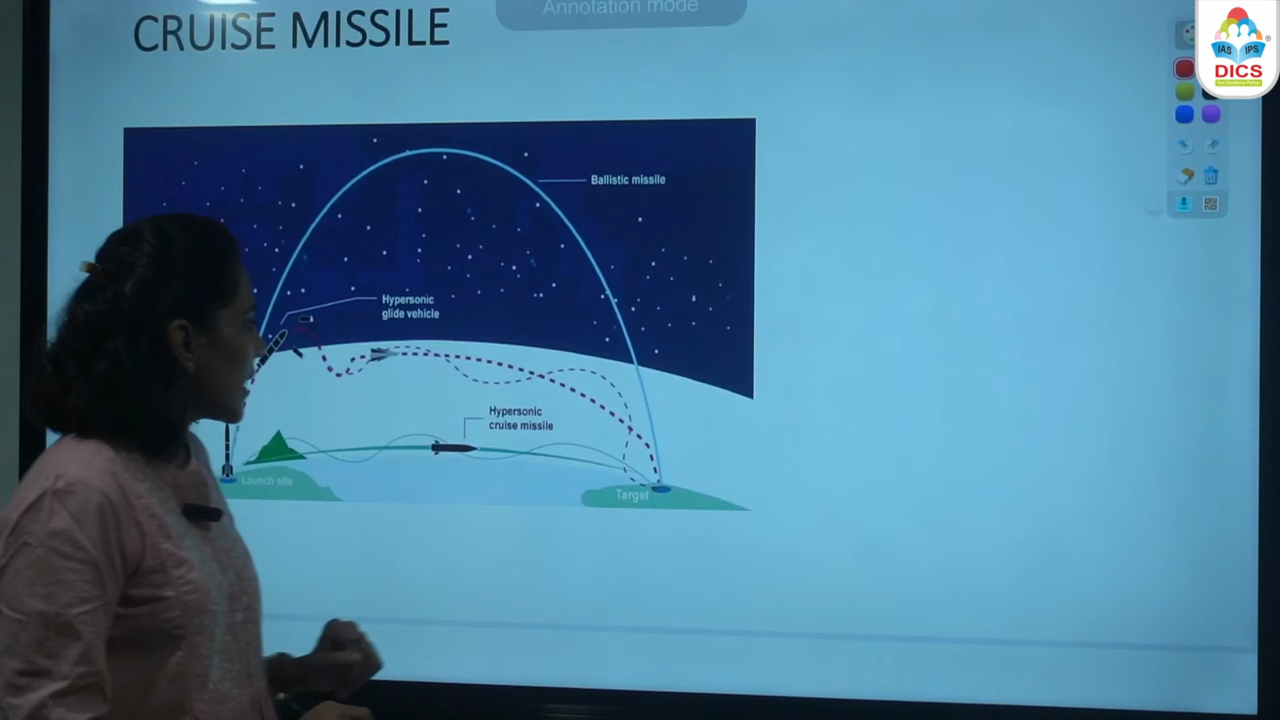 Annotation mode
CRUISE MISSILE
IAS IPS
DICS
Ballistic missile
Hypersonic
glide vehicle
Hypersonic
cruise missile
Launch site
Target